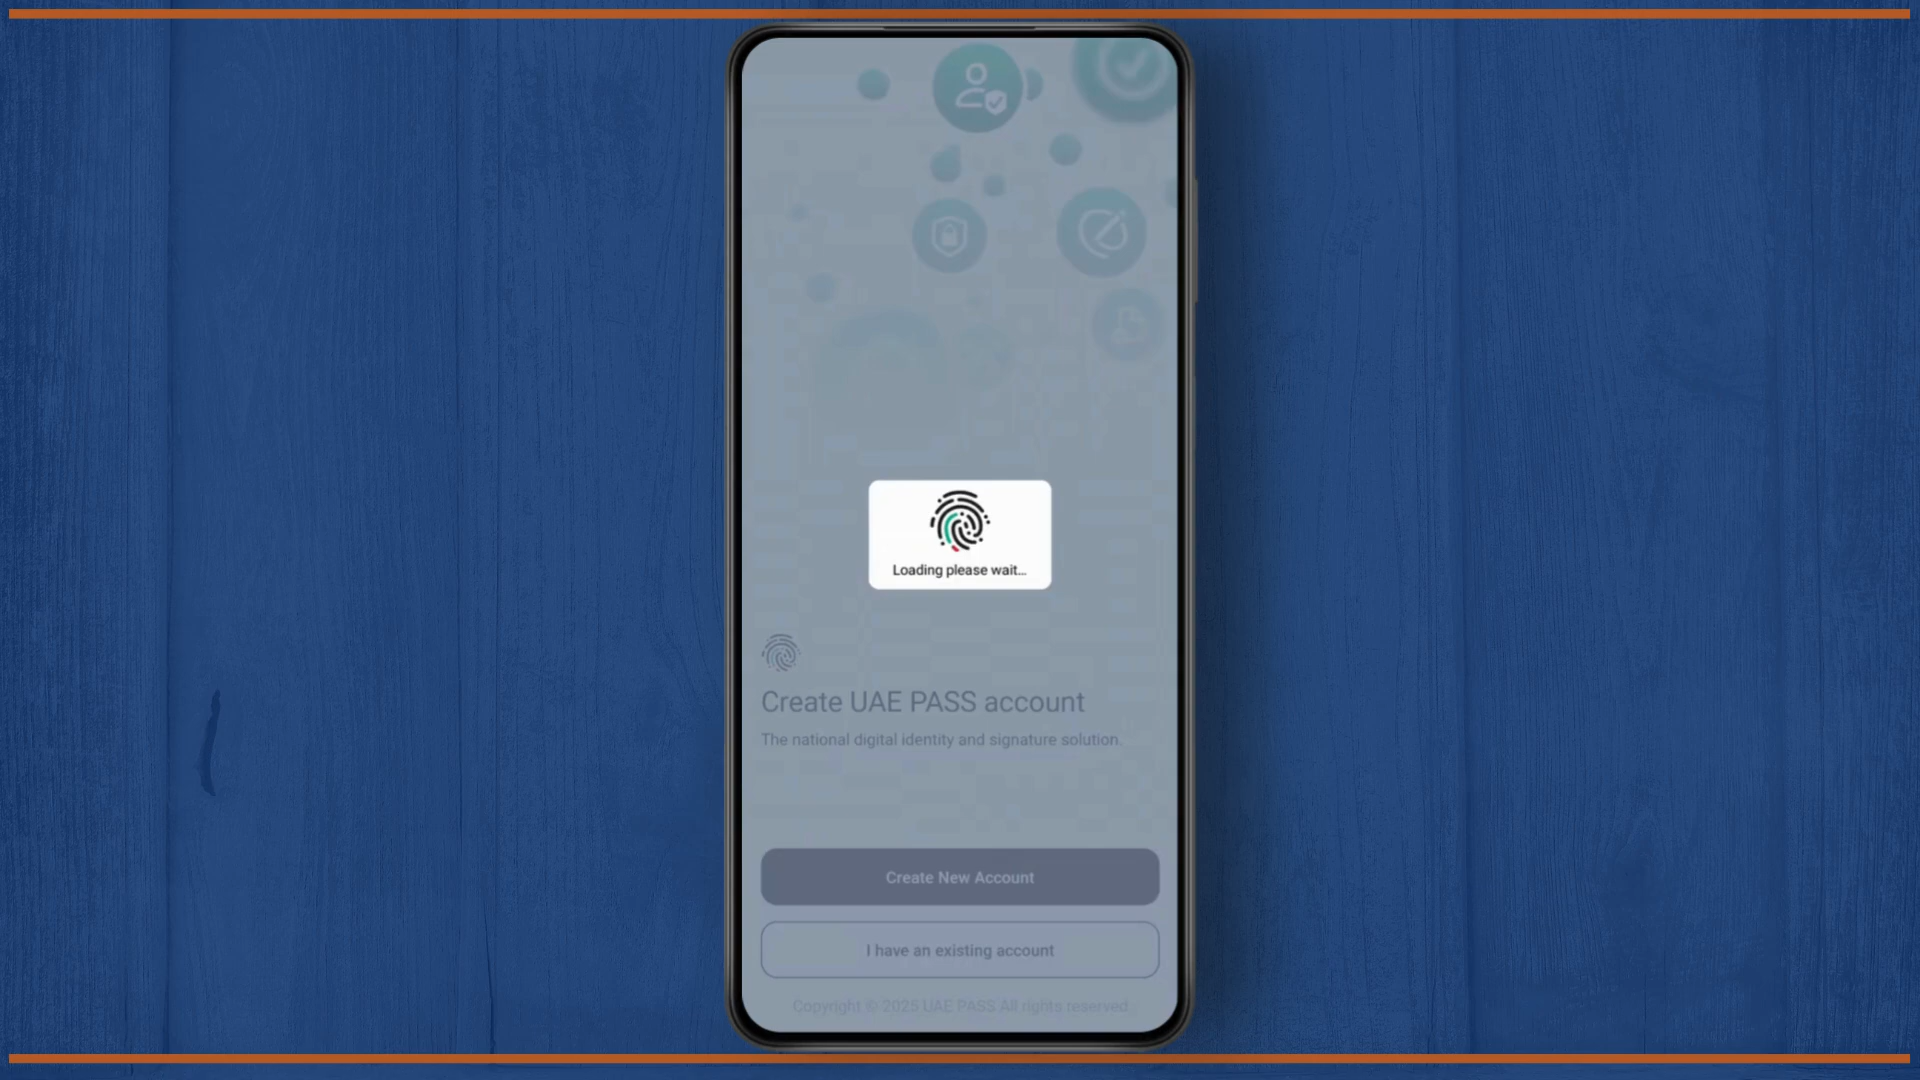 Loading please wait...
Create UAE PASS account
The national digital identity and signature solution.
Create New Account
I have an existing account
Copyright © 2025 UAE PASS All rights reserved